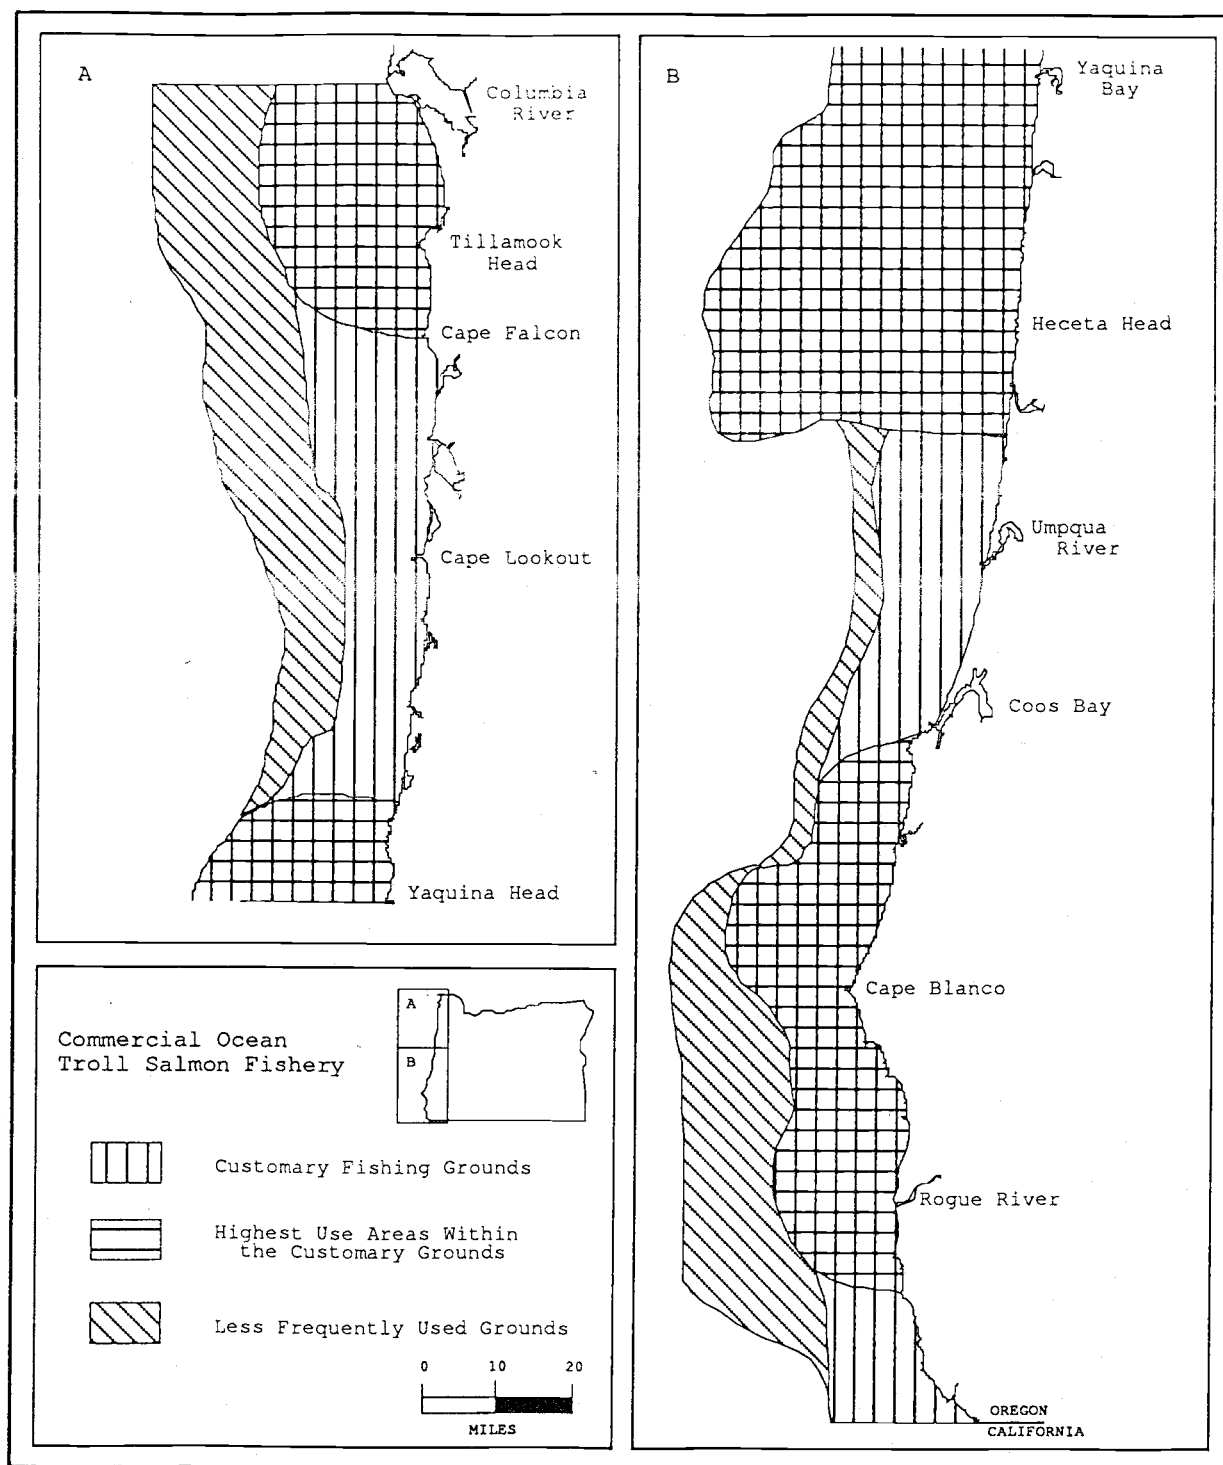 A
Columbia
River
Tillamook
Head
Cape Falcon
Cape Lookout
Yaquina Head
B
Yaquina
Bay
Heceta Head
Umpqua
River
Coos Bay
Cape Blanco
Rogue River
OREGON
CALIFORNIA
Commercial Ocean
Troll Salmon Fishery
A
B
Customary Fishing Grounds
Highest Use Areas Within
the Customary Grounds
Less Frequently Used Grounds
0 10 20
MILES